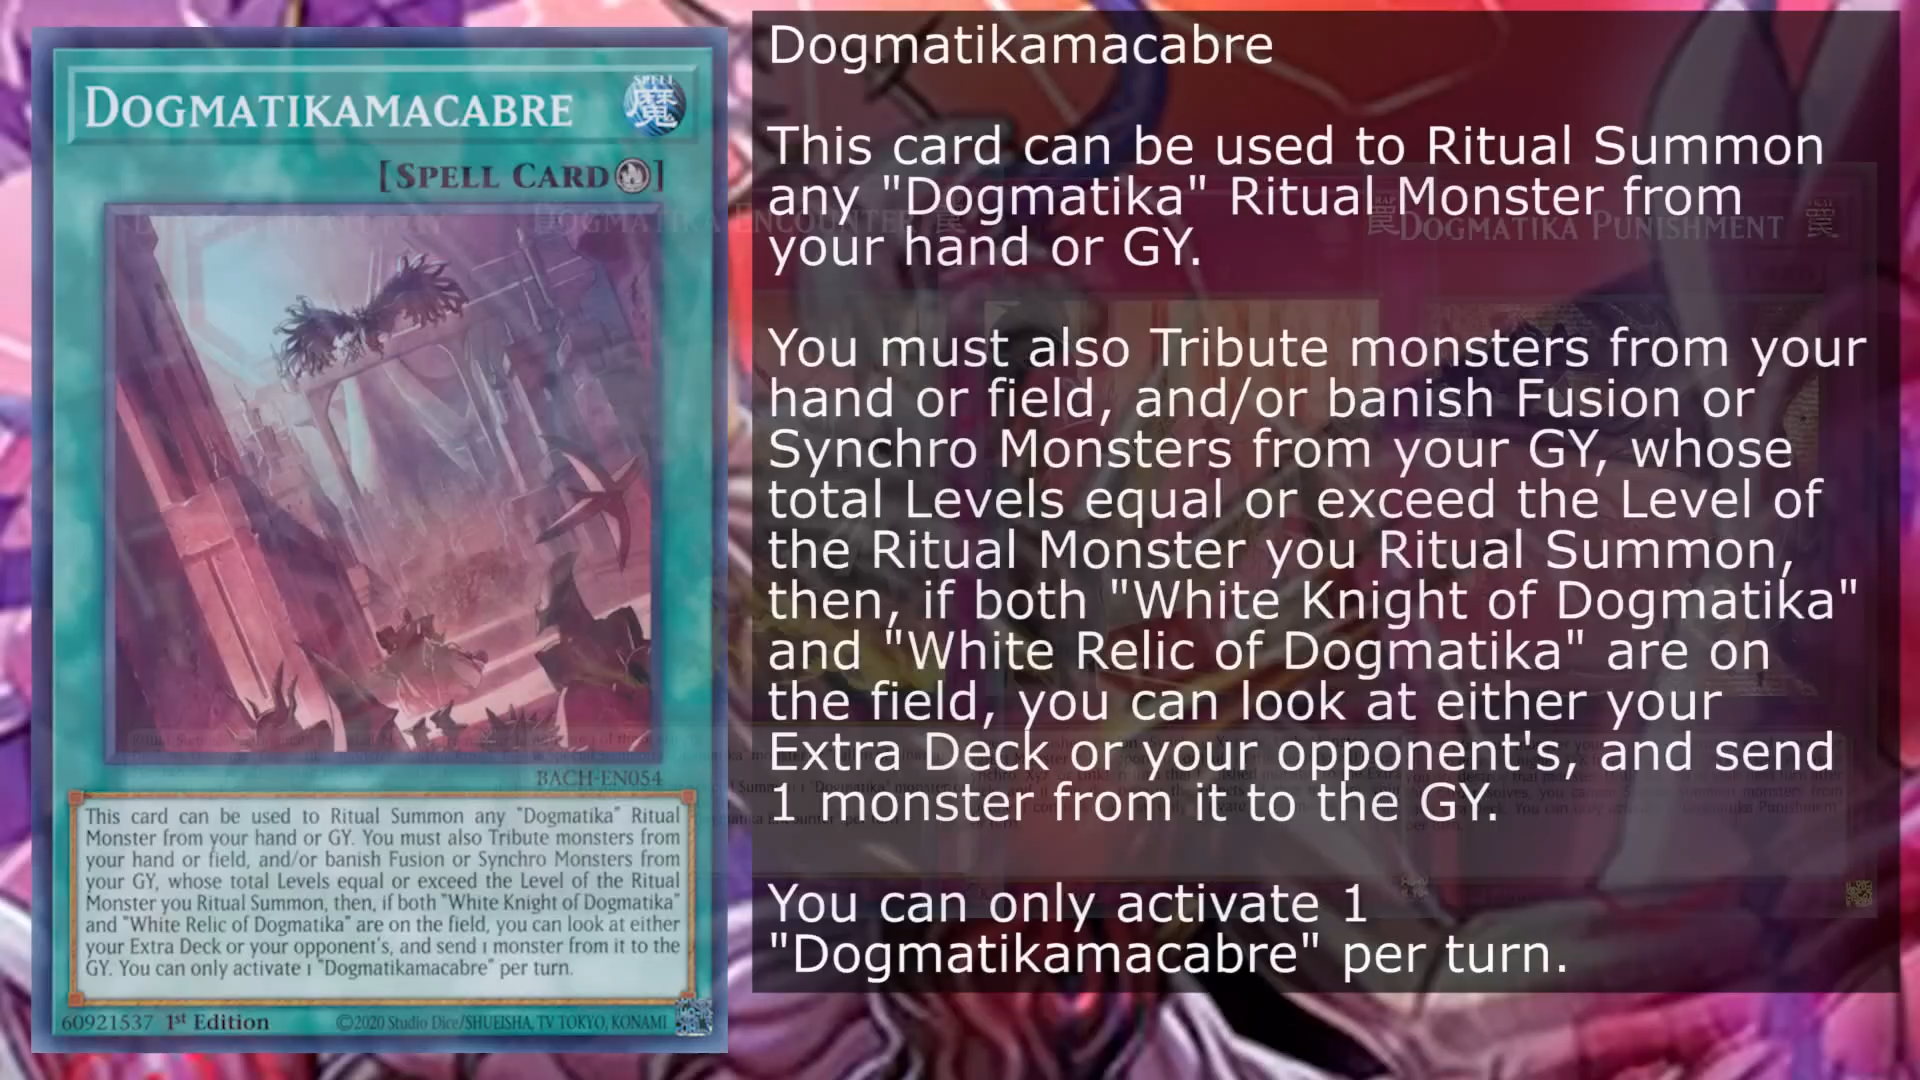 DOGMATIKAMACABRE
SPELL
魔
[SPELL CARD]
BACH-EN054
This card can be used to Ritual Summon any "Dogmatika" Ritual
Monster from your hand or GY. You must also Tribute monsters from
your hand or field, and/or banish Fusion or Synchro Monsters from
your GY, whose total Levels equal or exceed the Level of the Ritual
Monster you Ritual Summon, then, if both "White Knight of Dogmatika"
and "White Relic of Dogmatika" are on the field, you can look at either
your Extra Deck or your opponent's, and send 1 monster from it to the
GY. You can only activate 1 "Dogmatikamacabre" per turn.
60921537 1st Edition
©2020 Studio Dice/SHUEISHA, TV TOKYO, KONAMI
Dogmatikamacabre
This card can be used to Ritual Summon
any "Dogmatika" Ritual Monster from
your hand or GY.
You must also Tribute monsters from your
hand or field, and/or banish Fusion or
Synchro Monsters from your GY, whose
total Levels equal or exceed the Level of
the Ritual Monster you Ritual Summon,
then, if both "White Knight of Dogmatika"
and "White Relic of Dogmatika" are on
the field, you can look at either your
Extra Deck or your opponent's, and send
1 monster from it to the GY.
You can only activate 1
"Dogmatikamacabre" per turn.
DOGMATIKA ENCOUNTER
DOGMATIKA PUNISHMENT
罠